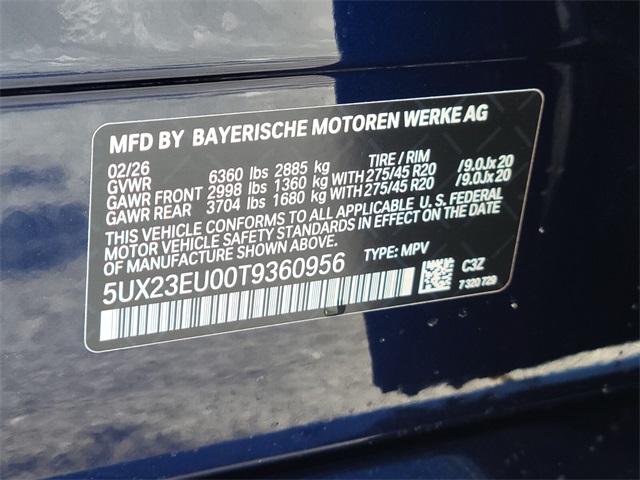 MFD BY BAYERISCHE MOTOREN WERKE AG
02/26 TIRE / RIM
GVWR 6360 lbs 2885 kg
GAWR FRONT 2998 lbs 1360 kg WITH 275/45 R20 /9.0Jx20
GAWR REAR 3704 lbs 1680 kg WITH 275/45 R20 /9.0Jx20
THIS VEHICLE CONFORMS TO ALL APPLICABLE U. S. FEDERAL
MOTOR VEHICLE SAFETY STANDARDS IN EFFECT ON THE DATE
OF MANUFACTURE SHOWN ABOVE.
5UX23EU00T9360956 TYPE: MPV
C3Z
7 320 729